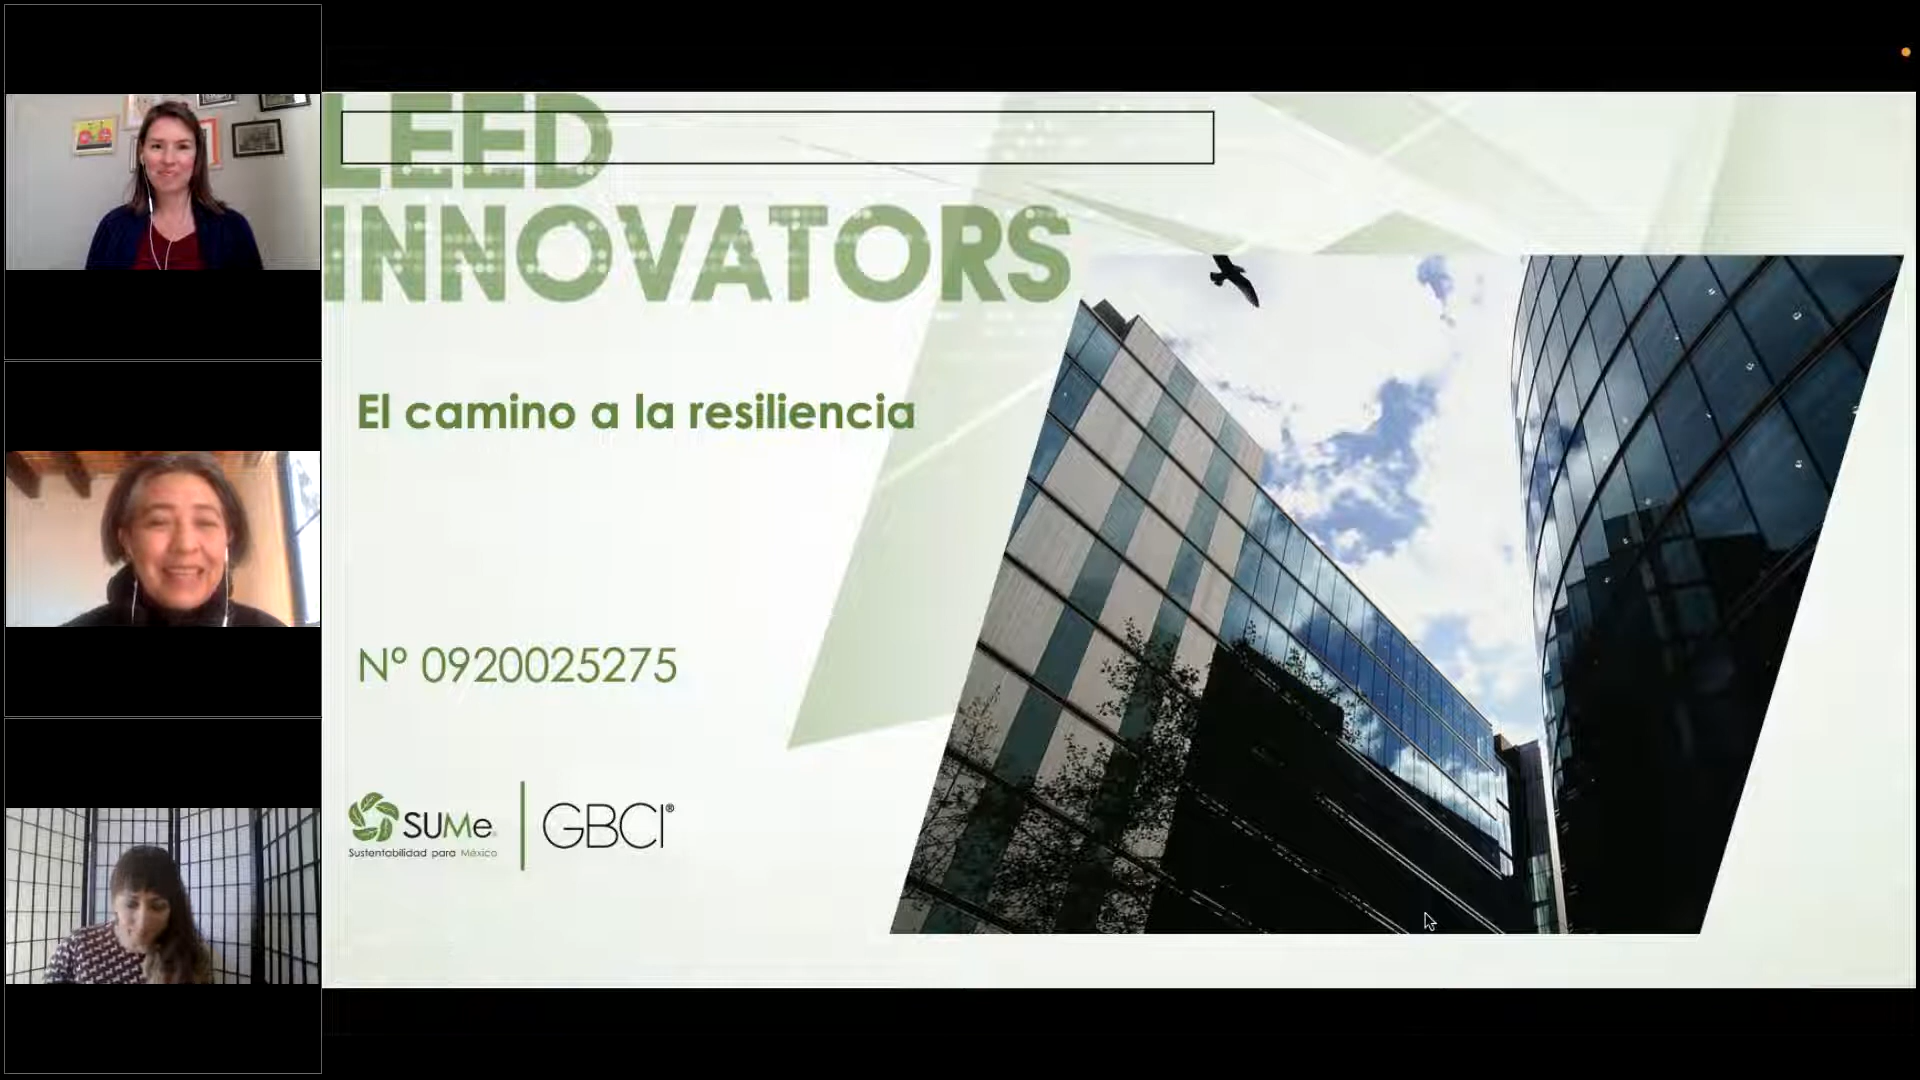 LEED
INNOVATORS
El camino a la resiliencia
Nº 0920025275
SUMe
Sustentabilidad para México
GBCI®